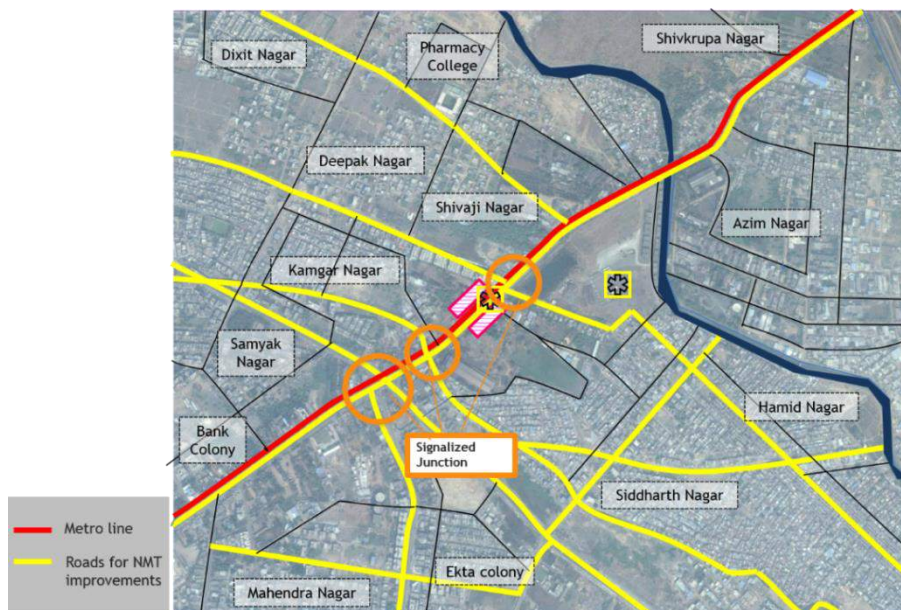 Shivkrupa Nagar
Dixit Nagar
Pharmacy
College
Deepak Nagar
Shivaji Nagar
Azim Nagar
Kamgar Nagar
Samyak
Nagar
Hamid Nagar
Bank
Colony
Signalized
Junction
Siddharth Nagar
Metro line
Roads for NMT
improvements
Ekta colony
Mahendra Nagar